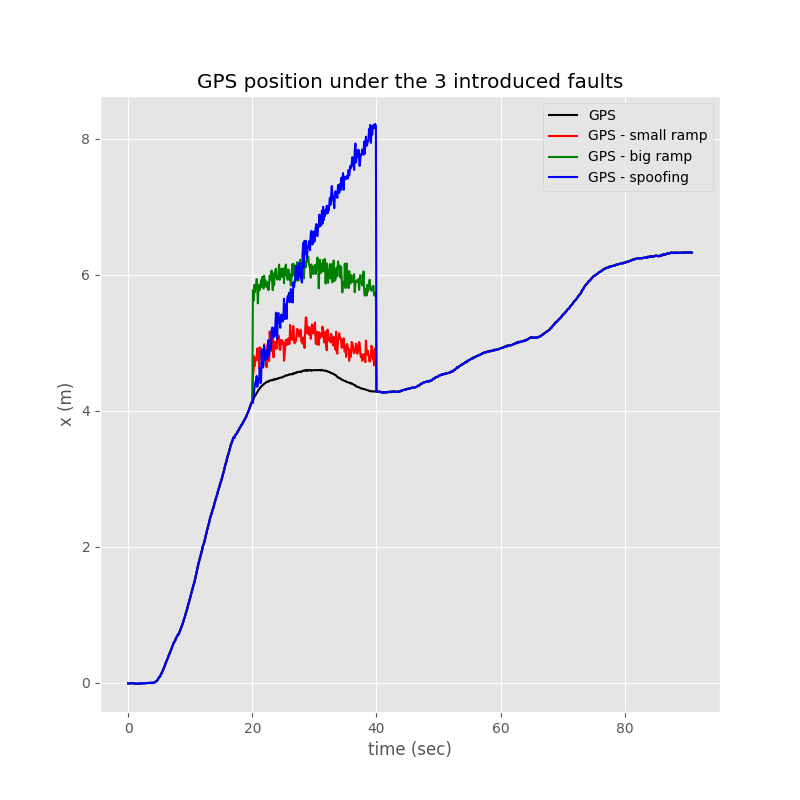 GPS position under the 3 introduced faults
GPS
GPS - small ramp
GPS - big ramp
GPS - spoofing
8
6
4
2
0
x (m)
0 20 40 60 80
time (sec)